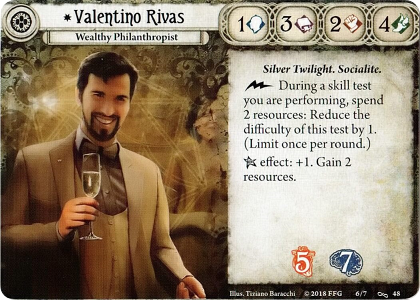 Valentino Rivas
Wealthy Philanthropist
1 3 2 4
Silver Twilight. Socialite.
During a skill test
you are performing, spend
2 resources: Reduce the
difficulty of this test by 1.
(Limit once per round.)
effect: +1. Gain 2
resources.
5 7
Illus. Tiziano Baracchi © 2018 FFG 6/7 48